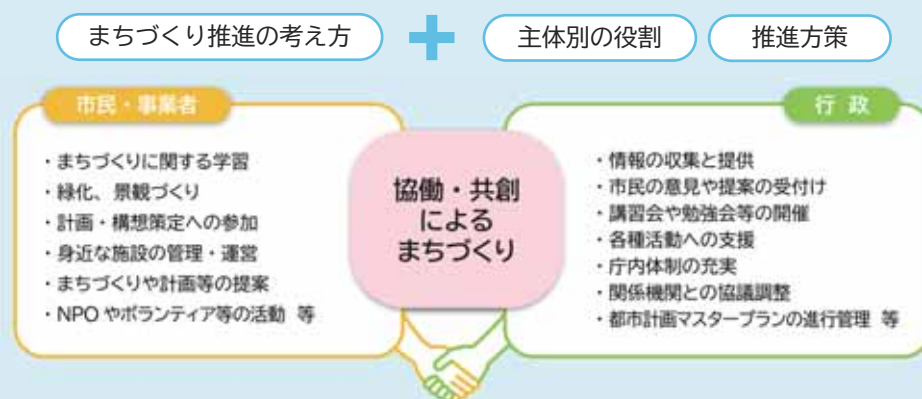 まちづくり推進の考え方
主体別の役割
推進方策
市民・事業者
・まちづくりに関する学習
・緑化、景観づくり
・計画・構想策定への参加
・身近な施設の管理・運営
・まちづくりや計画等の提案
・NPOやボランティア等の活動 等
協働・共創
による
まちづくり
行政
・情報の収集と提供
・市民の意見や提案の受付け
・講習会や勉強会等の開催
・各種活動への支援
・庁内体制の充実
・関係機関との協議調整
・都市計画マスタープランの進行管理 等